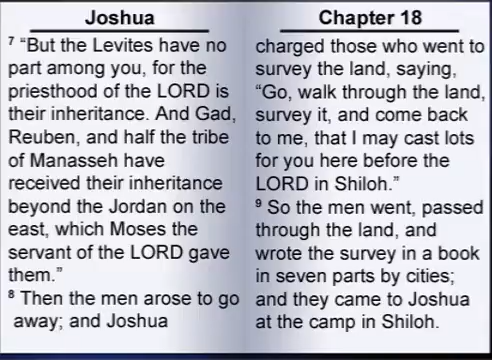 Joshua
⁷ “But the Levites have no
part among you, for the
priesthood of the LORD is
their inheritance. And Gad,
Reuben, and half the tribe
of Manasseh have
received their inheritance
beyond the Jordan on the
east, which Moses the
servant of the LORD gave
them.”
⁸ Then the men arose to go
away; and Joshua
Chapter 18
charged those who went to
survey the land, saying,
“Go, walk through the land,
survey it, and come back
to me, that I may cast lots
for you here before the
LORD in Shiloh.”
⁹ So the men went, passed
through the land, and
wrote the survey in a book
in seven parts by cities;
and they came to Joshua
at the camp in Shiloh.